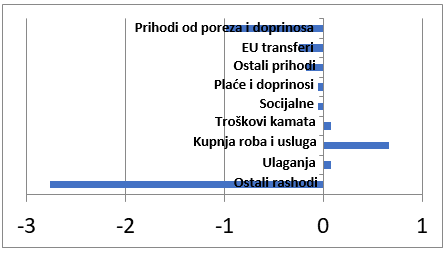 Prihodi od poreza i doprinosa
EU transferi
Ostali prihodi
Plaće i doprinosi
Socijalne
Troškovi kamata
Kupnja roba i usluga
Ulaganja
Ostali rashodi
-3 -2 -1 0 1